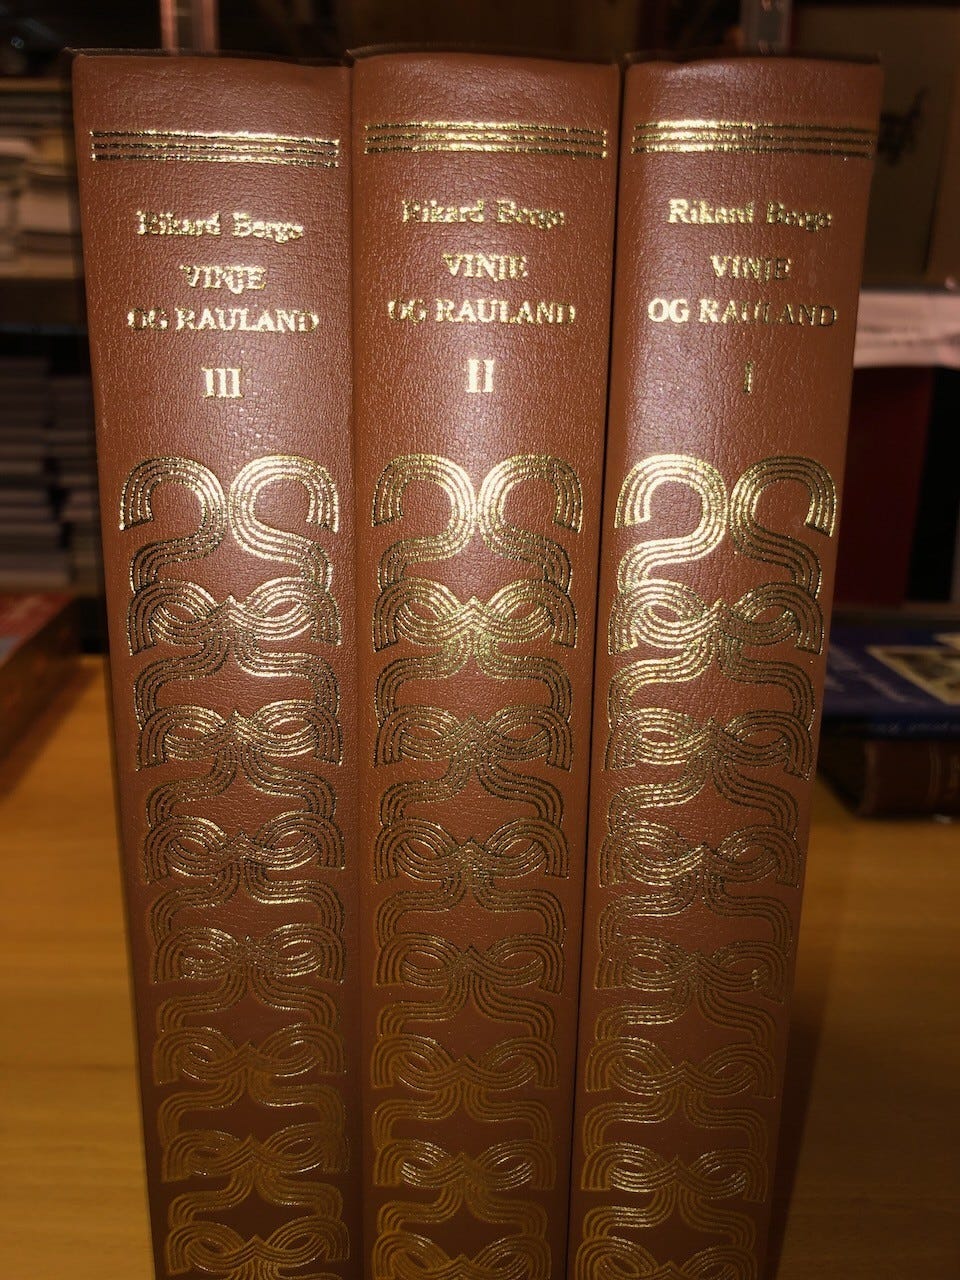 Rikard Berge
VINJE
OG RAULAND
III
Rikard Berge
VINJE
OG RAULAND
II
Rikard Berge
VINJE
OG RAULAND
I